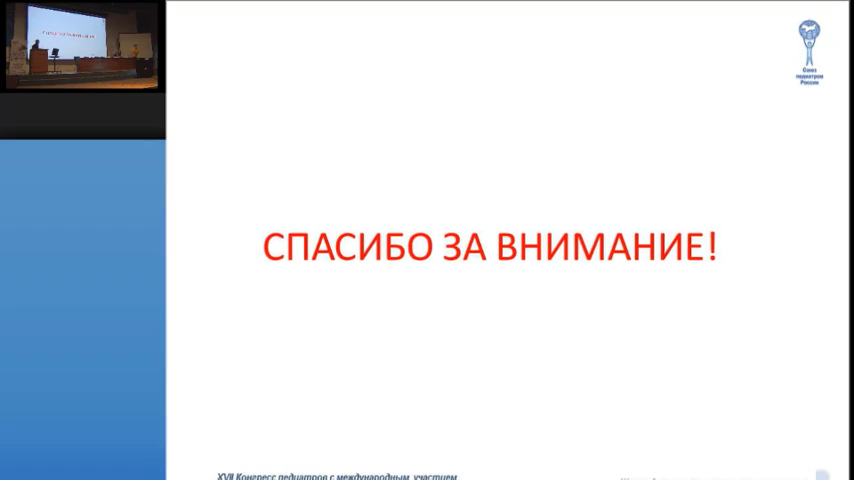 Союз
педиатров
России
СПАСИБО ЗА ВНИМАНИЕ!
XVII Конгресс педиатров с международным участием